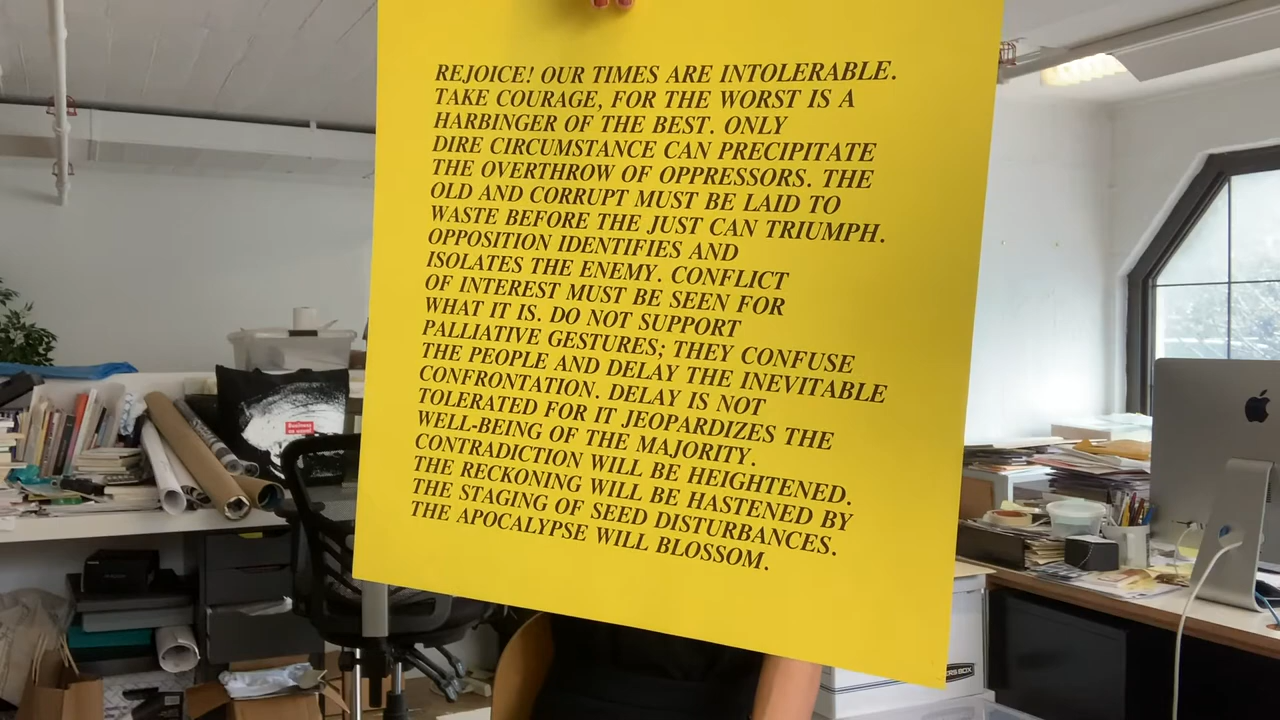 REJOICE! OUR TIMES ARE INTOLERABLE.
TAKE COURAGE, FOR THE WORST IS A
HARBINGER OF THE BEST. ONLY
DIRE CIRCUMSTANCE CAN PRECIPITATE
THE OVERTHROW OF OPPRESSORS. THE
OLD AND CORRUPT MUST BE LAID TO
WASTE BEFORE THE JUST CAN TRIUMPH.
OPPOSITION IDENTIFIES AND
ISOLATES THE ENEMY. CONFLICT
OF INTEREST MUST BE SEEN FOR
WHAT IT IS. DO NOT SUPPORT
PALLIATIVE GESTURES; THEY CONFUSE
THE PEOPLE AND DELAY THE INEVITABLE
CONFRONTATION. DELAY IS NOT
TOLERATED FOR IT JEOPARDIZES THE
WELL-BEING OF THE MAJORITY.
CONTRADICTION WILL BE HEIGHTENED.
THE RECKONING WILL BE HASTENED BY
THE STAGING OF SEED DISTURBANCES.
THE APOCALYPSE WILL BLOSSOM.
Business
as usual